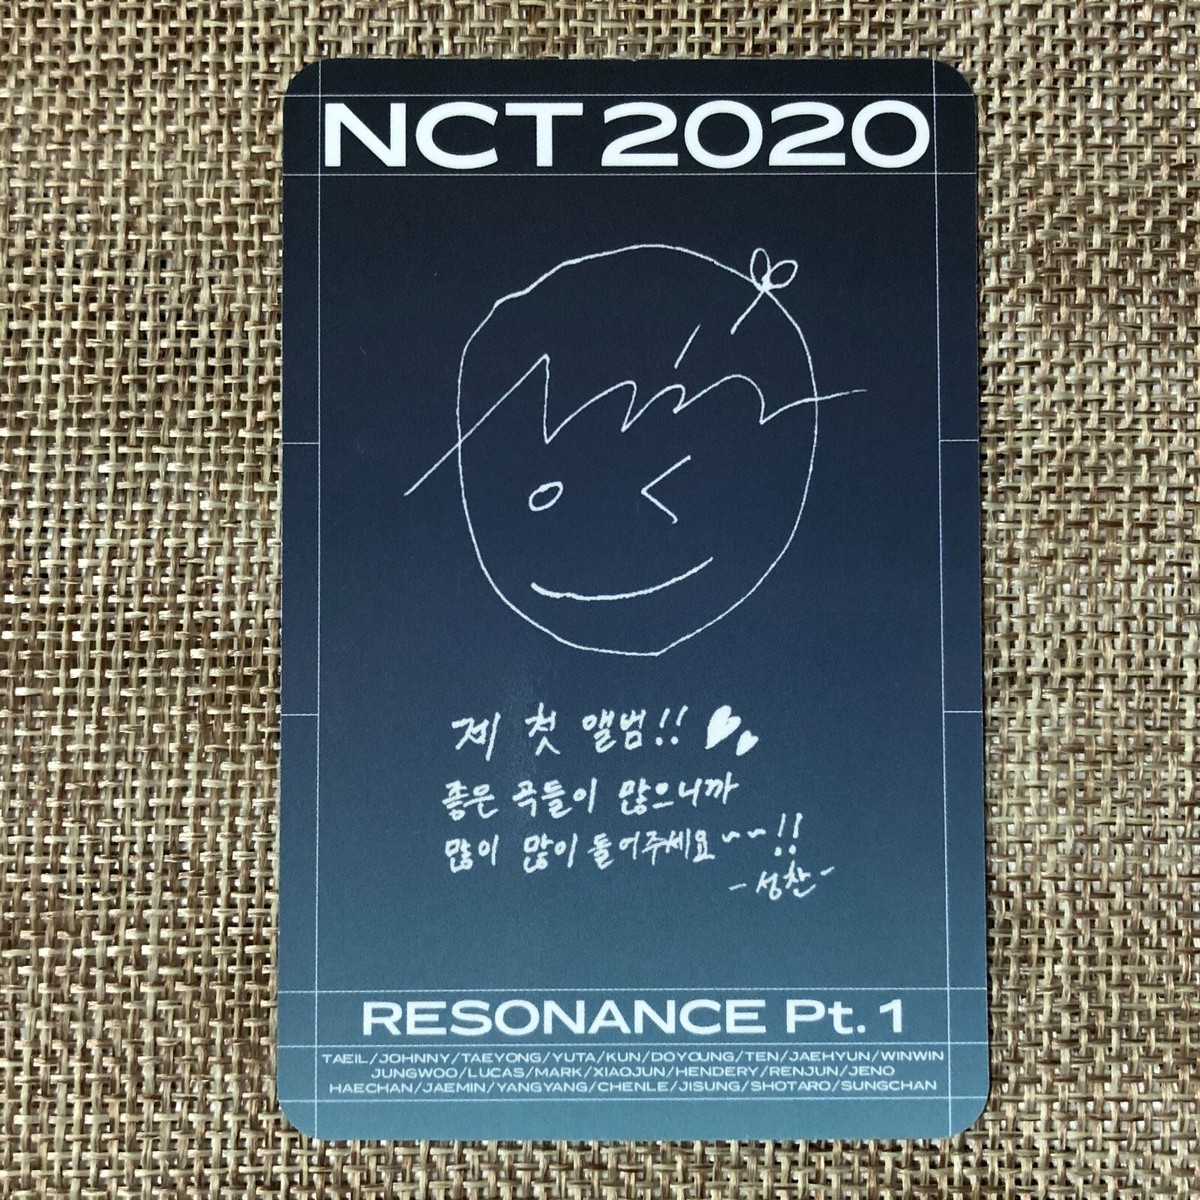 NCT 2020
제 첫 앨범!!
좋은 곡들이 많으니까
많이 많이 들어주세요~~!!
-성찬-
RESONANCE Pt. 1
TAEIL/JOHNNY/TAEYONG/YUTA/KUN/DOYOUNG/TEN/JAEHYUN/WINWIN
JUNGWOO/LUCAS/MARK/XIAOJUN/HENDERY/RENJUN/JENO
HAECHAN/JAEMIN/YANGYANG/CHENLE/JISUNG/SHOTARO/SUNGCHAN